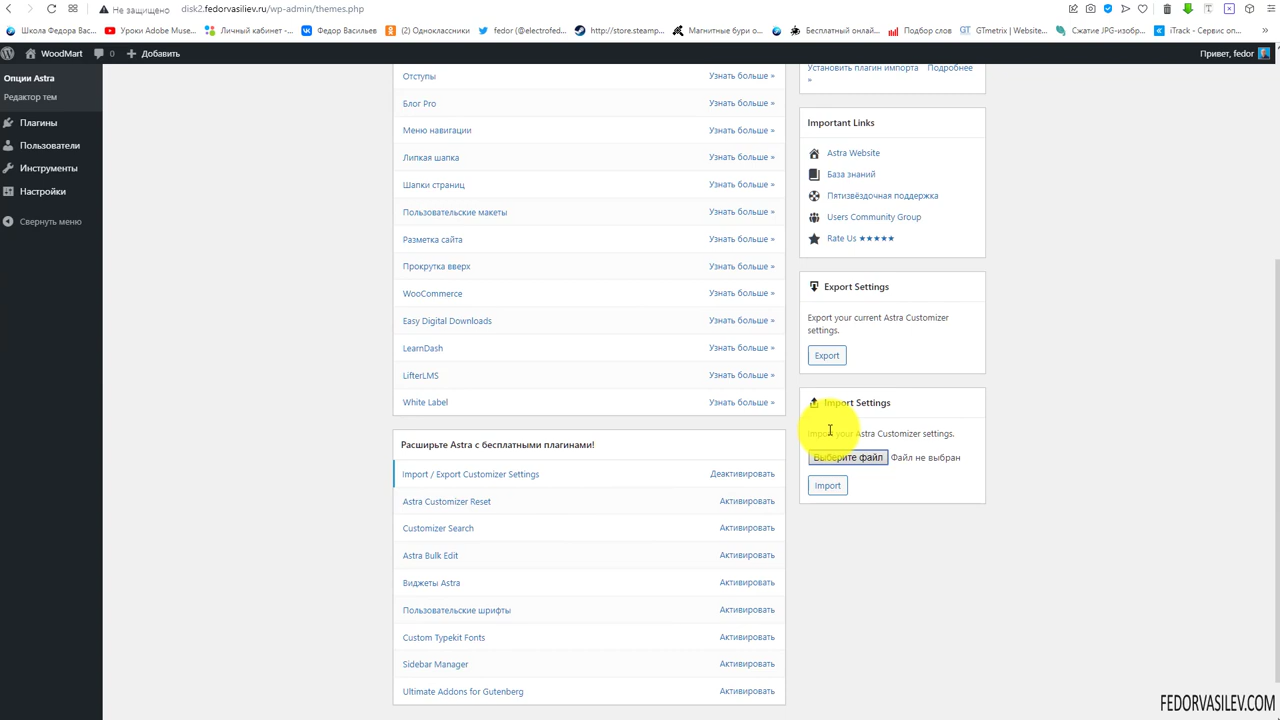 Не защищено
disk2.fedorvasiliev.ru/wp-admin/themes.php
Школа Федора Вас...
Уроки Adobe Muse...
Личный кабинет -...
Федор Васильев
(2) Одноклассники
fedor (@electrofed...
http://store.steamp...
Магнитные бури о...
Бесплатный онлай...
Подбор слов
GTmetrix | Website...
Сжатие JPG-изобр...
iTrack - Сервис оп...
WoodMart
0
Добавить
Привет, fedor
Опции Astra
Редактор тем
Плагины
Пользователи
Инструменты
Настройки
Свернуть меню
Отступы Узнать больше »
Блог Pro Узнать больше »
Меню навигации Узнать больше »
Липкая шапка Узнать больше »
Шапки страниц Узнать больше »
Пользовательские макеты Узнать больше »
Разметка сайта Узнать больше »
Прокрутка вверх Узнать больше »
WooCommerce Узнать больше »
Easy Digital Downloads Узнать больше »
LearnDash Узнать больше »
LifterLMS Узнать больше »
White Label Узнать больше »
Расширьте Astra с бесплатными плагинами!
Import / Export Customizer Settings Деактивировать
Astra Customizer Reset Активировать
Customizer Search Активировать
Astra Bulk Edit Активировать
Виджеты Astra Активировать
Пользовательские шрифты Активировать
Custom Typekit Fonts Активировать
Sidebar Manager Активировать
Ultimate Addons for Gutenberg Активировать
Установить плагин импорта Подробнее
»
Important Links
Astra Website
База знаний
Пятизвёздочная поддержка
Users Community Group
Rate Us ★★★★★
Export Settings
Export your current Astra Customizer
settings.
Export
Import Settings
Import your Astra Customizer settings.
Выберите файл Файл не выбран
Import
FEDORVASILEV.COM